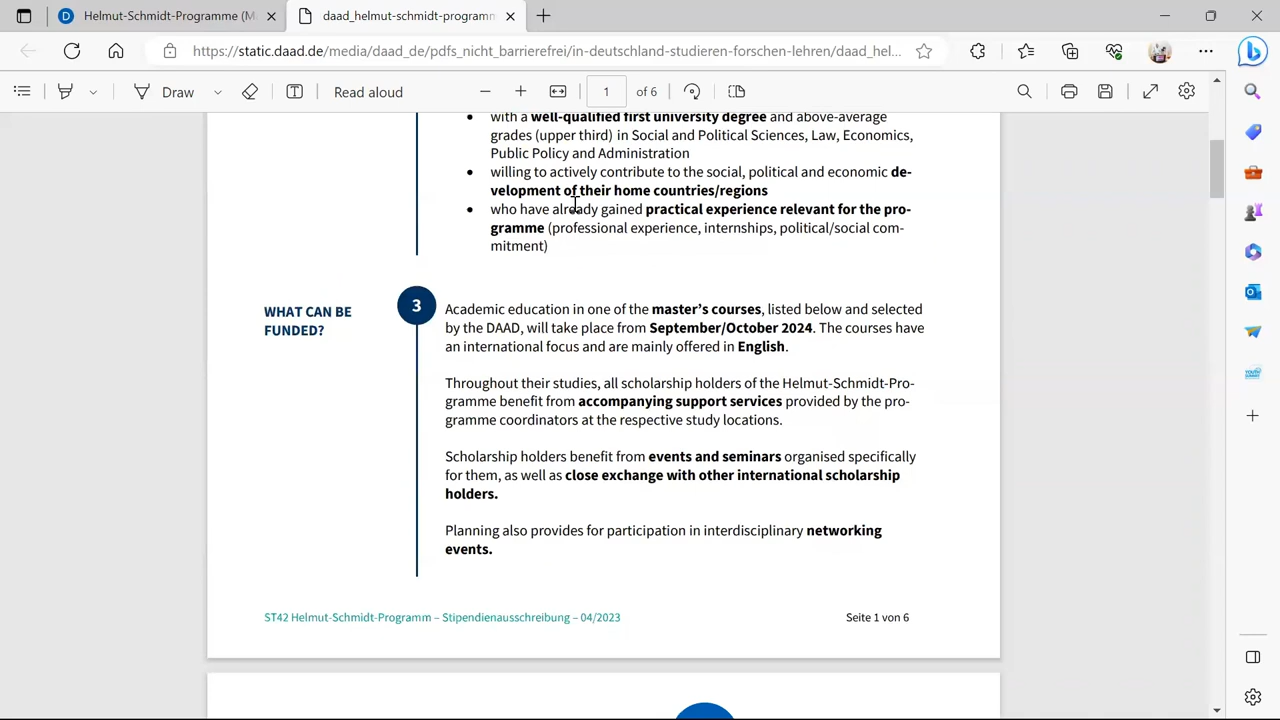 Helmut-Schmidt-Programme (Ma
daad_helmut-schmidt-programm
https://static.daad.de/media/daad_de/pdfs_nicht_barrierefrei/in-deutschland-studieren-forschen-lehren/daad_hel...
Draw
Read aloud
1
of 6
with a well-qualified first university degree and above-average
grades (upper third) in Social and Political Sciences, Law, Economics,
Public Policy and Administration
willing to actively contribute to the social, political and economic de-
velopment of their home countries/regions
who have already gained practical experience relevant for the pro-
gramme (professional experience, internships, political/social com-
mitment)
WHAT CAN BE
FUNDED?
3
Academic education in one of the master's courses, listed below and selected
by the DAAD, will take place from September/October 2024. The courses have
an international focus and are mainly offered in English.
Throughout their studies, all scholarship holders of the Helmut-Schmidt-Pro-
gramme benefit from accompanying support services provided by the pro-
gramme coordinators at the respective study locations.
Scholarship holders benefit from events and seminars organised specifically
for them, as well as close exchange with other international scholarship
holders.
Planning also provides for participation in interdisciplinary networking
events.
ST42 Helmut-Schmidt-Programm – Stipendienausschreibung – 04/2023
Seite 1 von 6